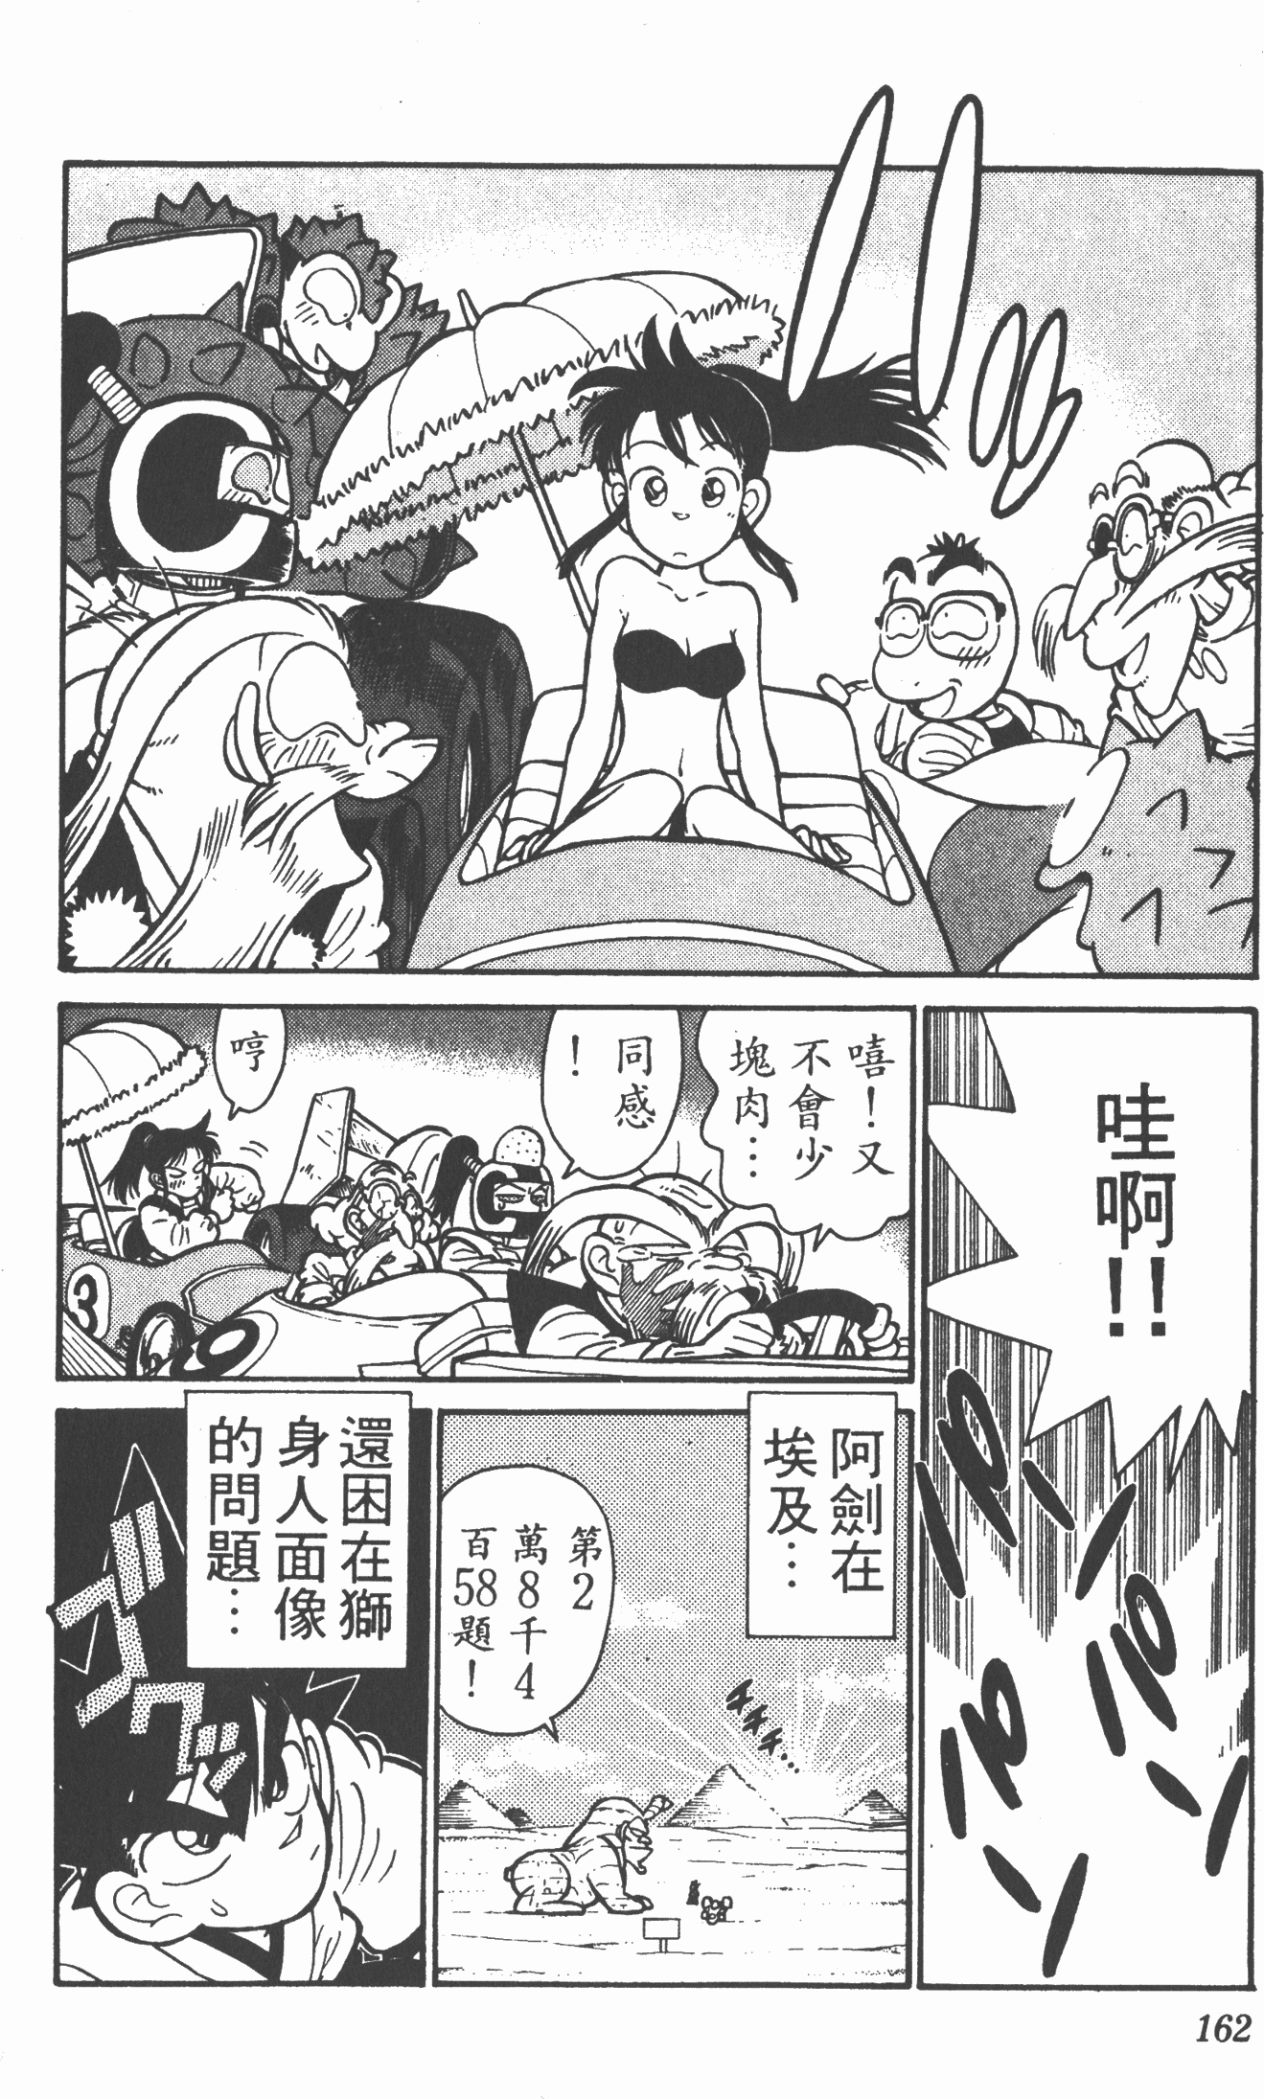 哇啊!!
嘻！又
不會少
塊肉…
同感
！
哼
阿劍在
埃及…
第2
萬8千4
百58題！
還困在獅
身人面像
的問題…
3
162